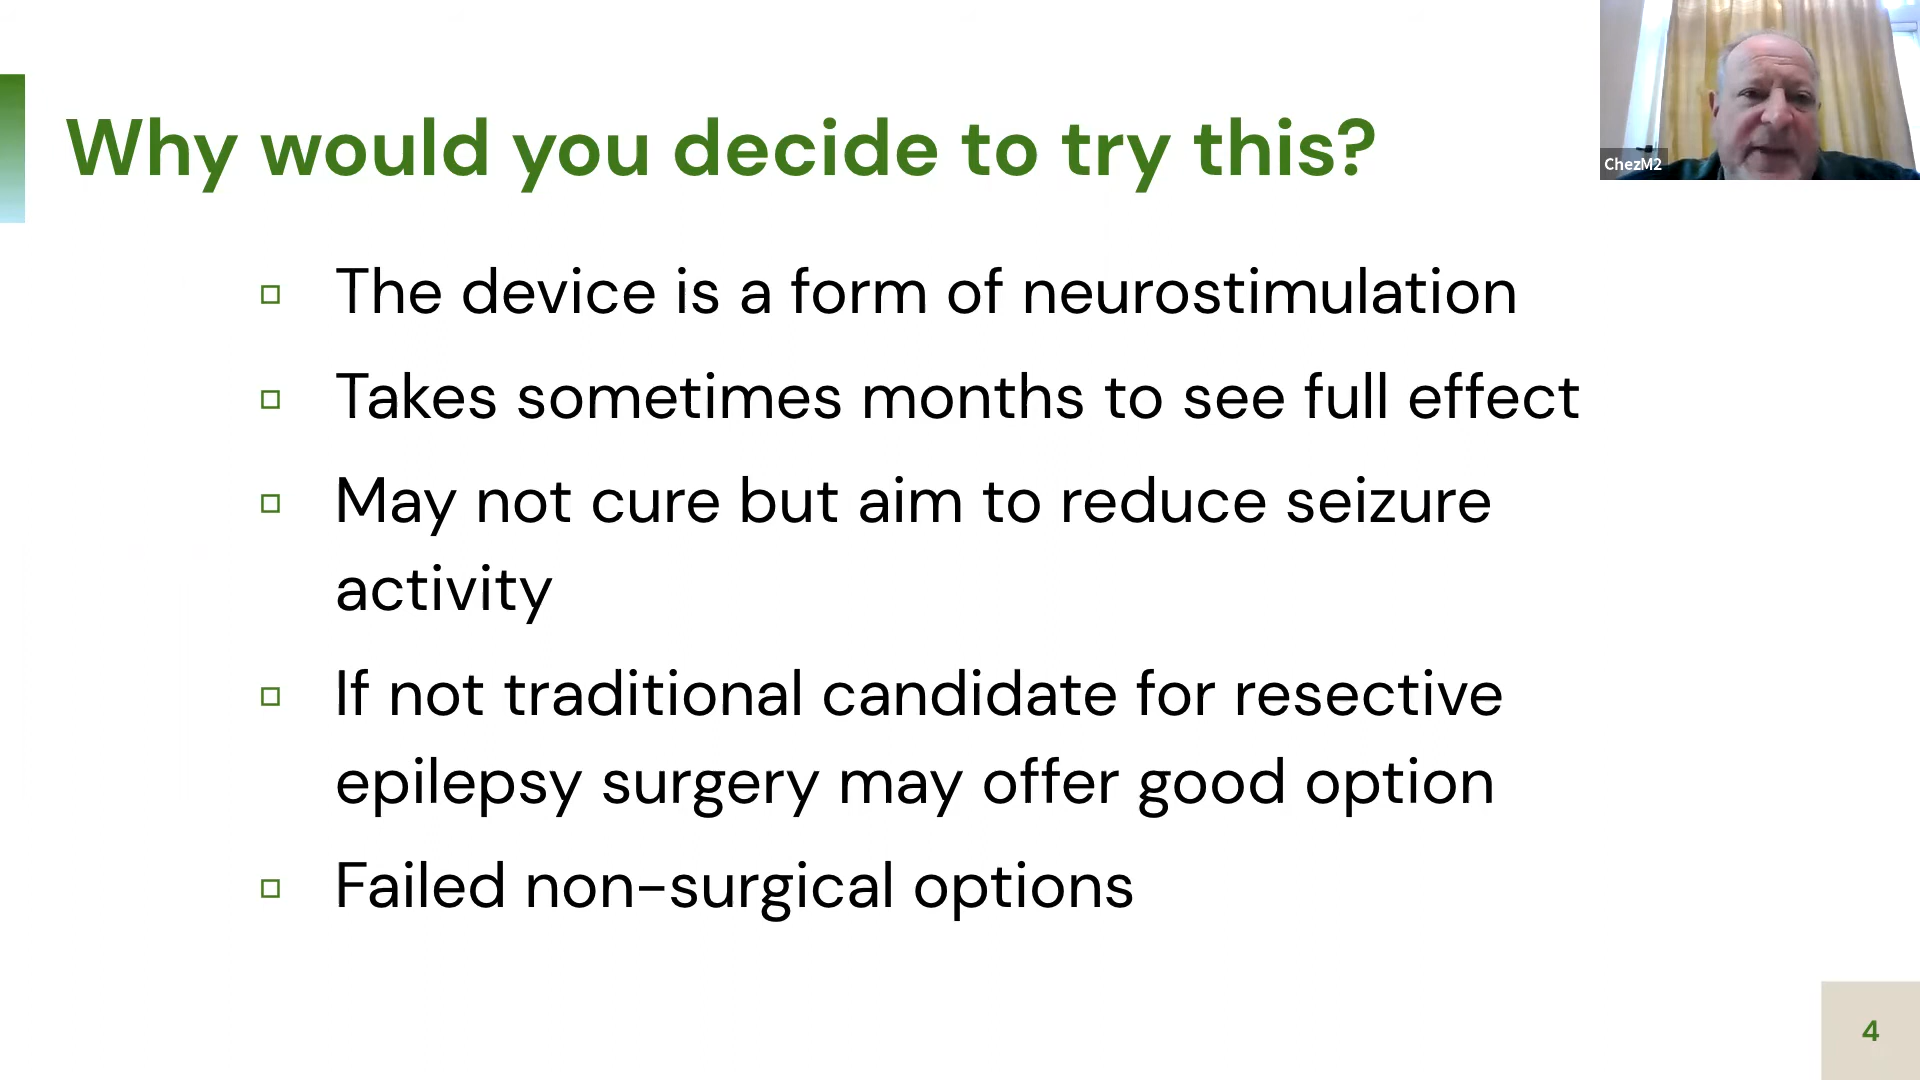 Why would you decide to try this?
ChezM2
The device is a form of neurostimulation
Takes sometimes months to see full effect
May not cure but aim to reduce seizure
activity
If not traditional candidate for resective
epilepsy surgery may offer good option
Failed non-surgical options
4